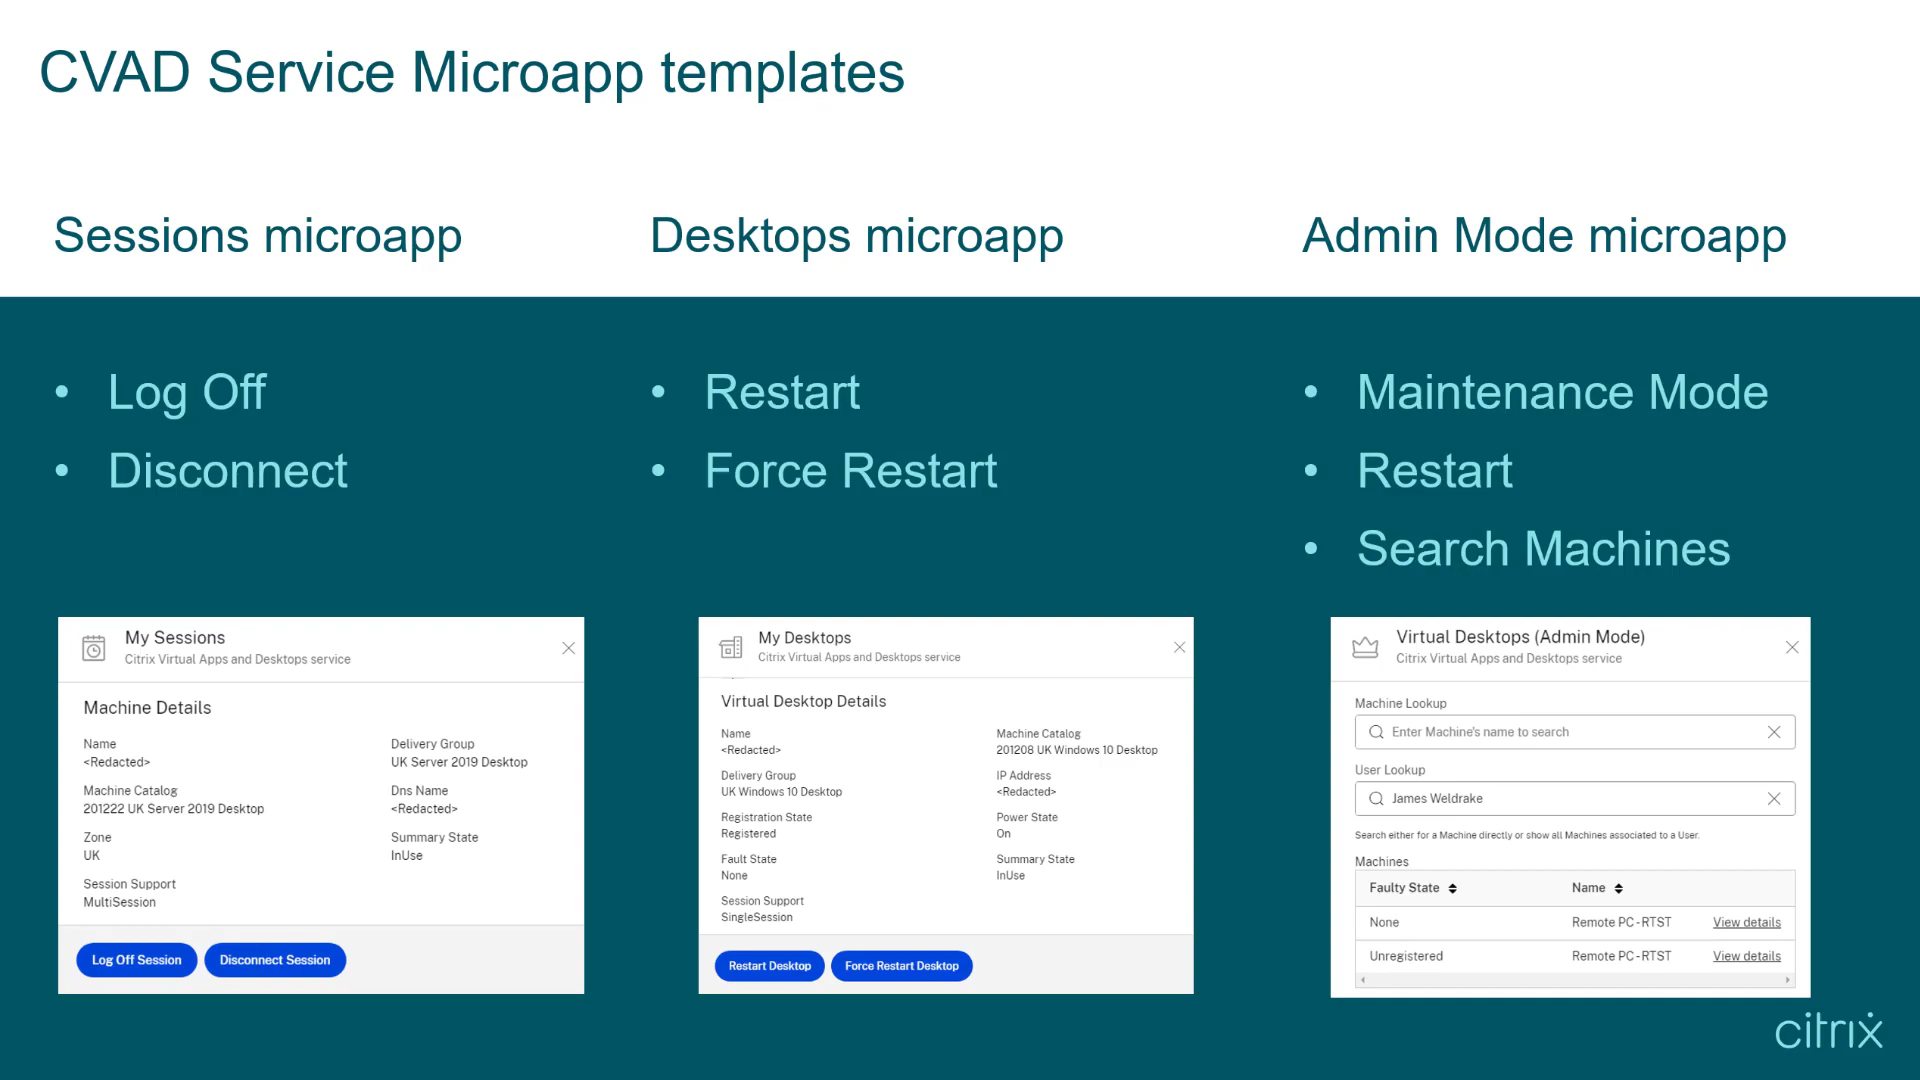 CVAD Service Microapp templates
Sessions microapp
• Log Off
• Disconnect
My Sessions
Citrix Virtual Apps and Desktops service
Machine Details
Name
<Redacted>
Delivery Group
UK Server 2019 Desktop
Machine Catalog
201222 UK Server 2019 Desktop
Dns Name
<Redacted>
Zone
UK
Summary State
InUse
Session Support
MultiSession
Log Off Session
Disconnect Session
Desktops microapp
• Restart
• Force Restart
My Desktops
Citrix Virtual Apps and Desktops service
Virtual Desktop Details
Name
<Redacted>
Machine Catalog
201208 UK Windows 10 Desktop
Delivery Group
UK Windows 10 Desktop
IP Address
<Redacted>
Registration State
Registered
Power State
On
Fault State
None
Summary State
InUse
Session Support
SingleSession
Restart Desktop
Force Restart Desktop
Admin Mode microapp
• Maintenance Mode
• Restart
• Search Machines
Virtual Desktops (Admin Mode)
Citrix Virtual Apps and Desktops service
Machine Lookup
Enter Machine's name to search
User Lookup
James Weldrake
Search either for a Machine directly or show all Machines associated to a User.
Machines
Faulty State Name
None Remote PC-RTST View details
Unregistered Remote PC-RTST View details
citrix